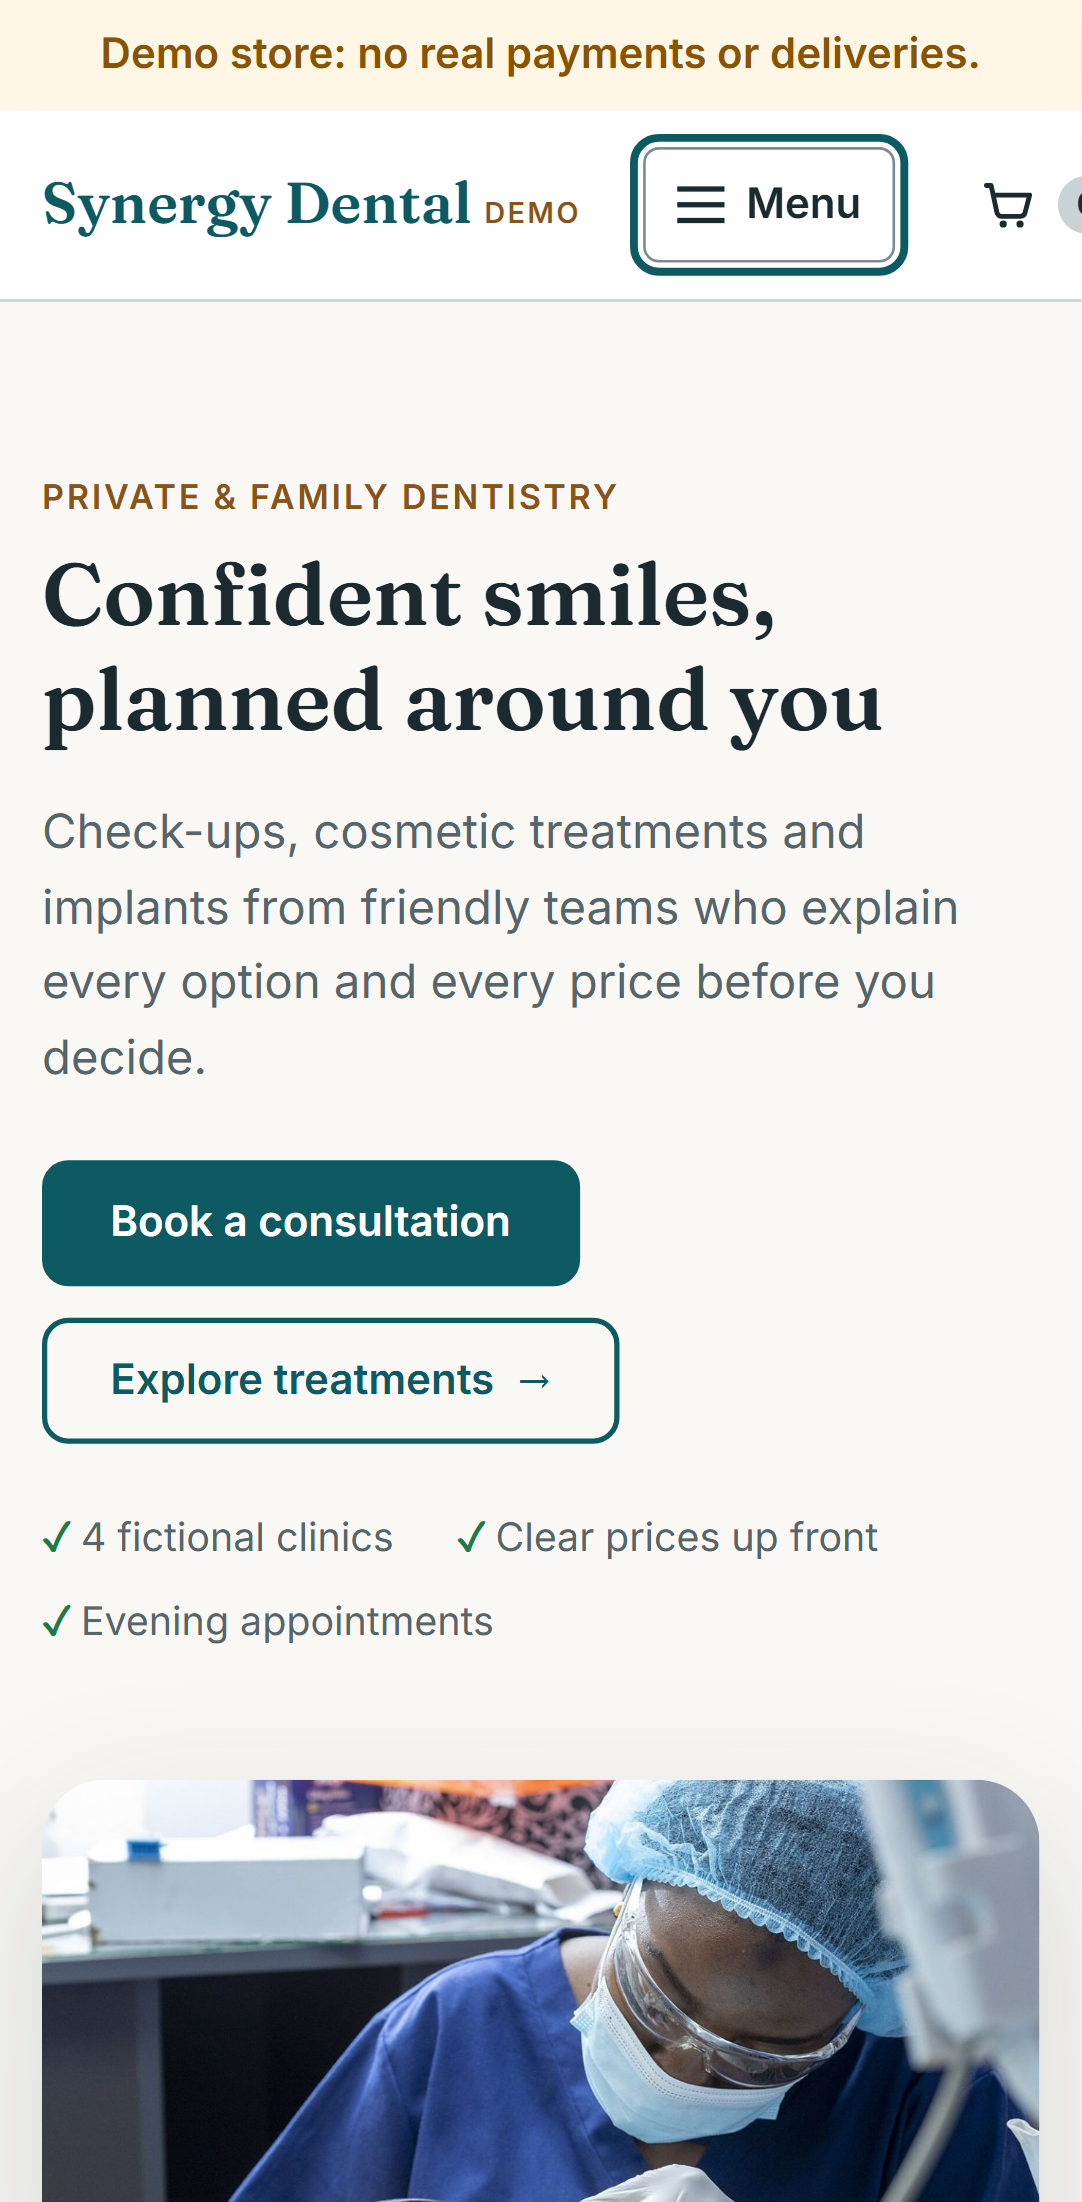 Demo store: no real payments or deliveries.
Synergy Dental DEMO
Menu
PRIVATE & FAMILY DENTISTRY
Confident smiles,
planned around you
Check-ups, cosmetic treatments and
implants from friendly teams who explain
every option and every price before you
decide.
Book a consultation
Explore treatments →
✓ 4 fictional clinics
✓ Clear prices up front
✓ Evening appointments